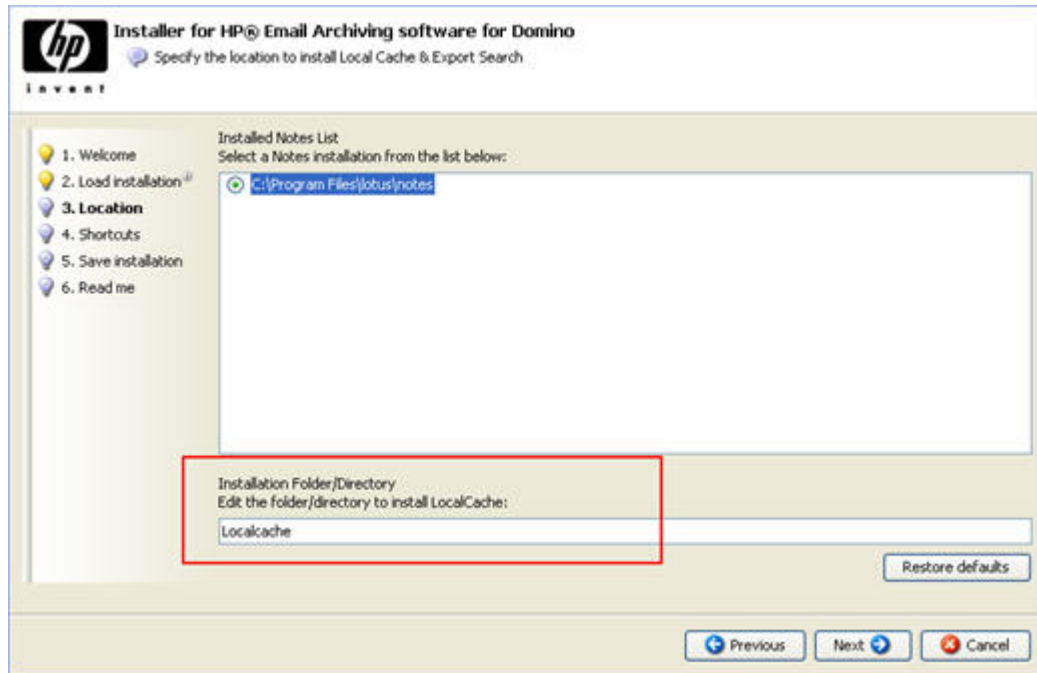 Installer for HP® Email Archiving software for Domino
Specify the location to install Local Cache & Export Search
hp
invent
Installed Notes List
Select a Notes installation from the list below:
1. Welcome
2. Load installation
3. Location
4. Shortcuts
5. Save installation
6. Read me
C:\Program Files\lotus\notes
Installation Folder/Directory
Edit the folder/directory to install LocalCache:
Localcache
Restore defaults
Previous
Next
Cancel